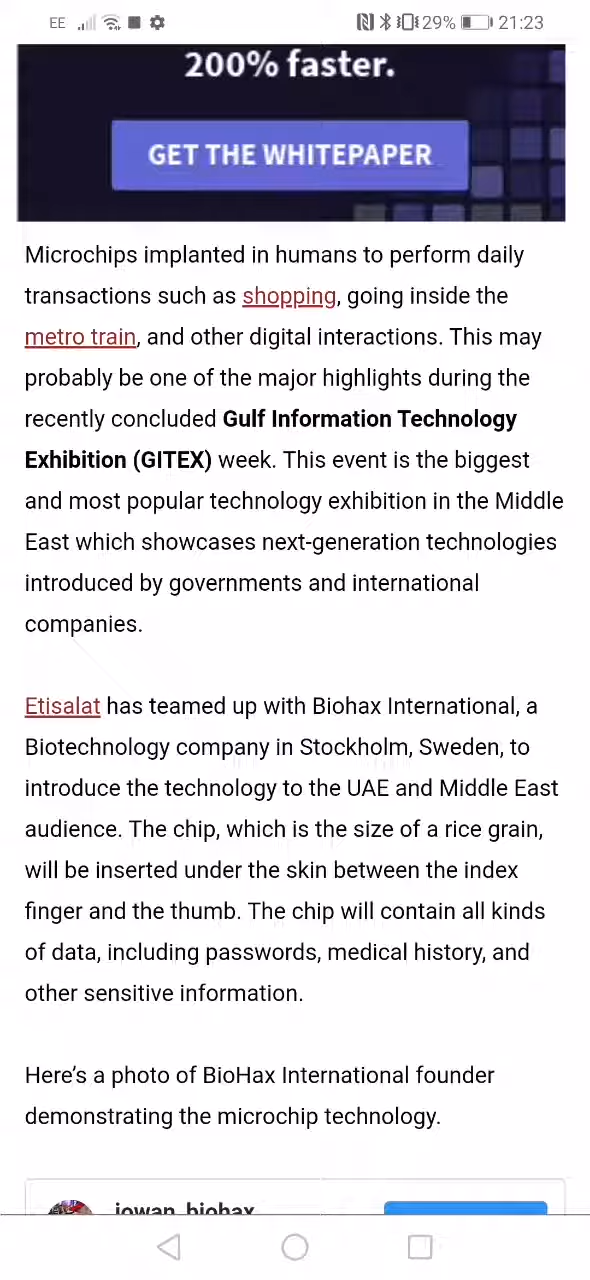 EE 29% 21:23
200% faster.
GET THE WHITEPAPER
Microchips implanted in humans to perform daily
transactions such as shopping, going inside the
metro train, and other digital interactions. This may
probably be one of the major highlights during the
recently concluded Gulf Information Technology
Exhibition (GITEX) week. This event is the biggest
and most popular technology exhibition in the Middle
East which showcases next-generation technologies
introduced by governments and international
companies.
Etisalat has teamed up with Biohax International, a
Biotechnology company in Stockholm, Sweden, to
introduce the technology to the UAE and Middle East
audience. The chip, which is the size of a rice grain,
will be inserted under the skin between the index
finger and the thumb. The chip will contain all kinds
of data, including passwords, medical history, and
other sensitive information.
Here's a photo of BioHax International founder
demonstrating the microchip technology.
jowan_biohax